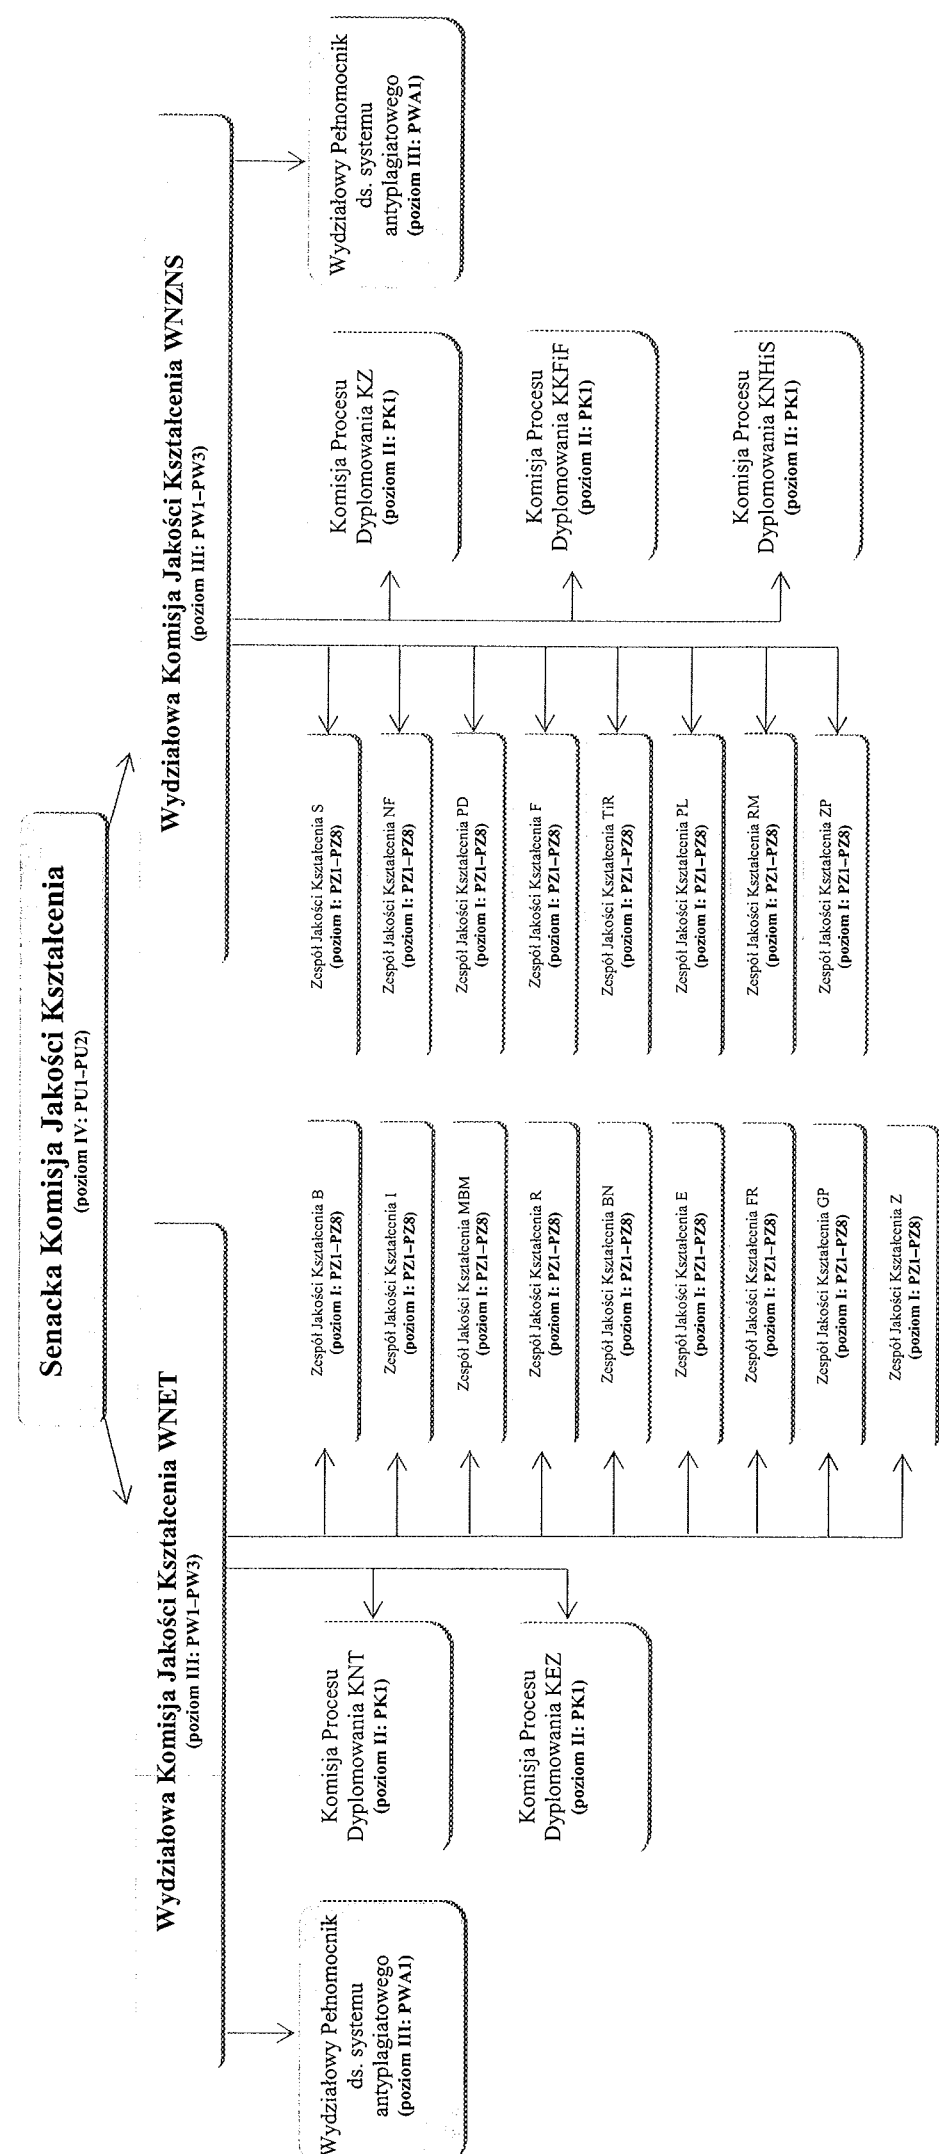 Senacka Komisja Jakości Kształcenia
(poziom IV: PU1–PU2)
Wydziałowa Komisja Jakości Kształcenia WNET
(poziom III: PW1–PW3)
Wydziałowy Pełnomocnik
ds. systemu
antyplagiatowego
(poziom III: PWA1)
Komisja Procesu
Dyplomowania KNT
(poziom II: PK1)
Komisja Procesu
Dyplomowania KEZ
(poziom II: PK1)
Zespół Jakości Kształcenia B
(poziom I: PZ1–PZ8)
Zespół Jakości Kształcenia I
(poziom I: PZ1–PZ8)
Zespół Jakości Kształcenia MBM
(poziom I: PZ1–PZ8)
Zespół Jakości Kształcenia R
(poziom I: PZ1–PZ8)
Zespół Jakości Kształcenia BN
(poziom I: PZ1–PZ8)
Zespół Jakości Kształcenia E
(poziom I: PZ1–PZ8)
Zespół Jakości Kształcenia FR
(poziom I: PZ1–PZ8)
Zespół Jakości Kształcenia GP
(poziom I: PZ1–PZ8)
Zespół Jakości Kształcenia Z
(poziom I: PZ1–PZ8)
Wydziałowa Komisja Jakości Kształcenia WNZNS
(poziom III: PW1–PW3)
Zespół Jakości Kształcenia S
(poziom I: PZ1–PZ8)
Zespół Jakości Kształcenia NF
(poziom I: PZ1–PZ8)
Zespół Jakości Kształcenia PD
(poziom I: PZ1–PZ8)
Zespół Jakości Kształcenia F
(poziom I: PZ1–PZ8)
Zespół Jakości Kształcenia TiR
(poziom I: PZ1–PZ8)
Zespół Jakości Kształcenia PL
(poziom I: PZ1–PZ8)
Zespół Jakości Kształcenia RM
(poziom I: PZ1–PZ8)
Zespół Jakości Kształcenia ZP
(poziom I: PZ1–PZ8)
Komisja Procesu
Dyplomowania KZ
(poziom II: PK1)
Komisja Procesu
Dyplomowania KKFiF
(poziom II: PK1)
Komisja Procesu
Dyplomowania KNHiS
(poziom II: PK1)
Wydziałowy Pełnomocnik
ds. systemu
antyplagiatowego
(poziom III: PWA1)